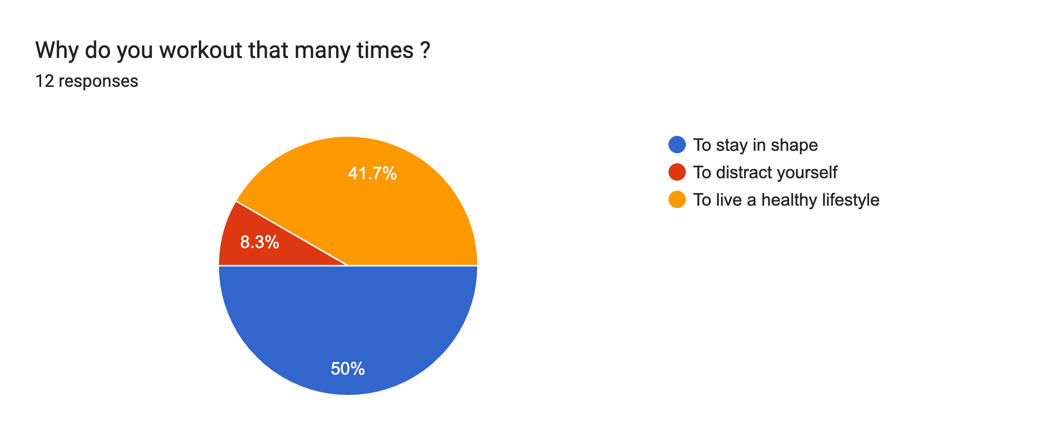 Why do you workout that many times ?
12 responses
41.7%
8.3%
50%
To stay in shape
To distract yourself
To live a healthy lifestyle